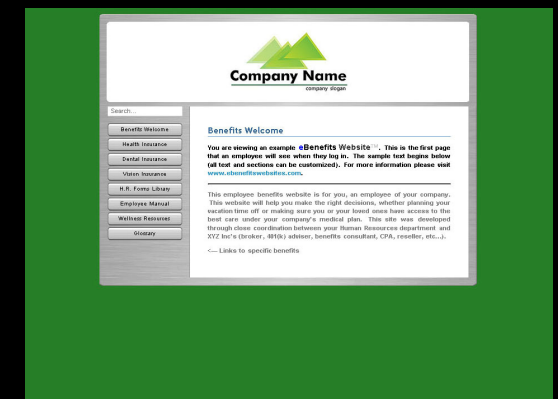 Company Name
company slogan
Search...
Benefits Welcome
Health Insurance
Dental Insurance
Vision Insurance
H.R. Forms Library
Employee Manual
Wellness Resources
Glossary
Benefits Welcome
You are viewing an example eBenefits Website℠. This is the first page
that an employee will see when they log in. The sample text begins below
(all text and sections can be customized). For more information please visit
www.ebenefitswebsites.com.
This employee benefits website is for you, an employee of your company.
This website will help you make the right decisions, whether planning your
vacation time off or making sure you or your loved ones have access to the
best care under your company's medical plan. This site was developed
through close coordination between your Human Resources department and
XYZ Inc's (broker, 401(k) adviser, benefits consultant, CPA, reseller, etc...).
<--- Links to specific benefits